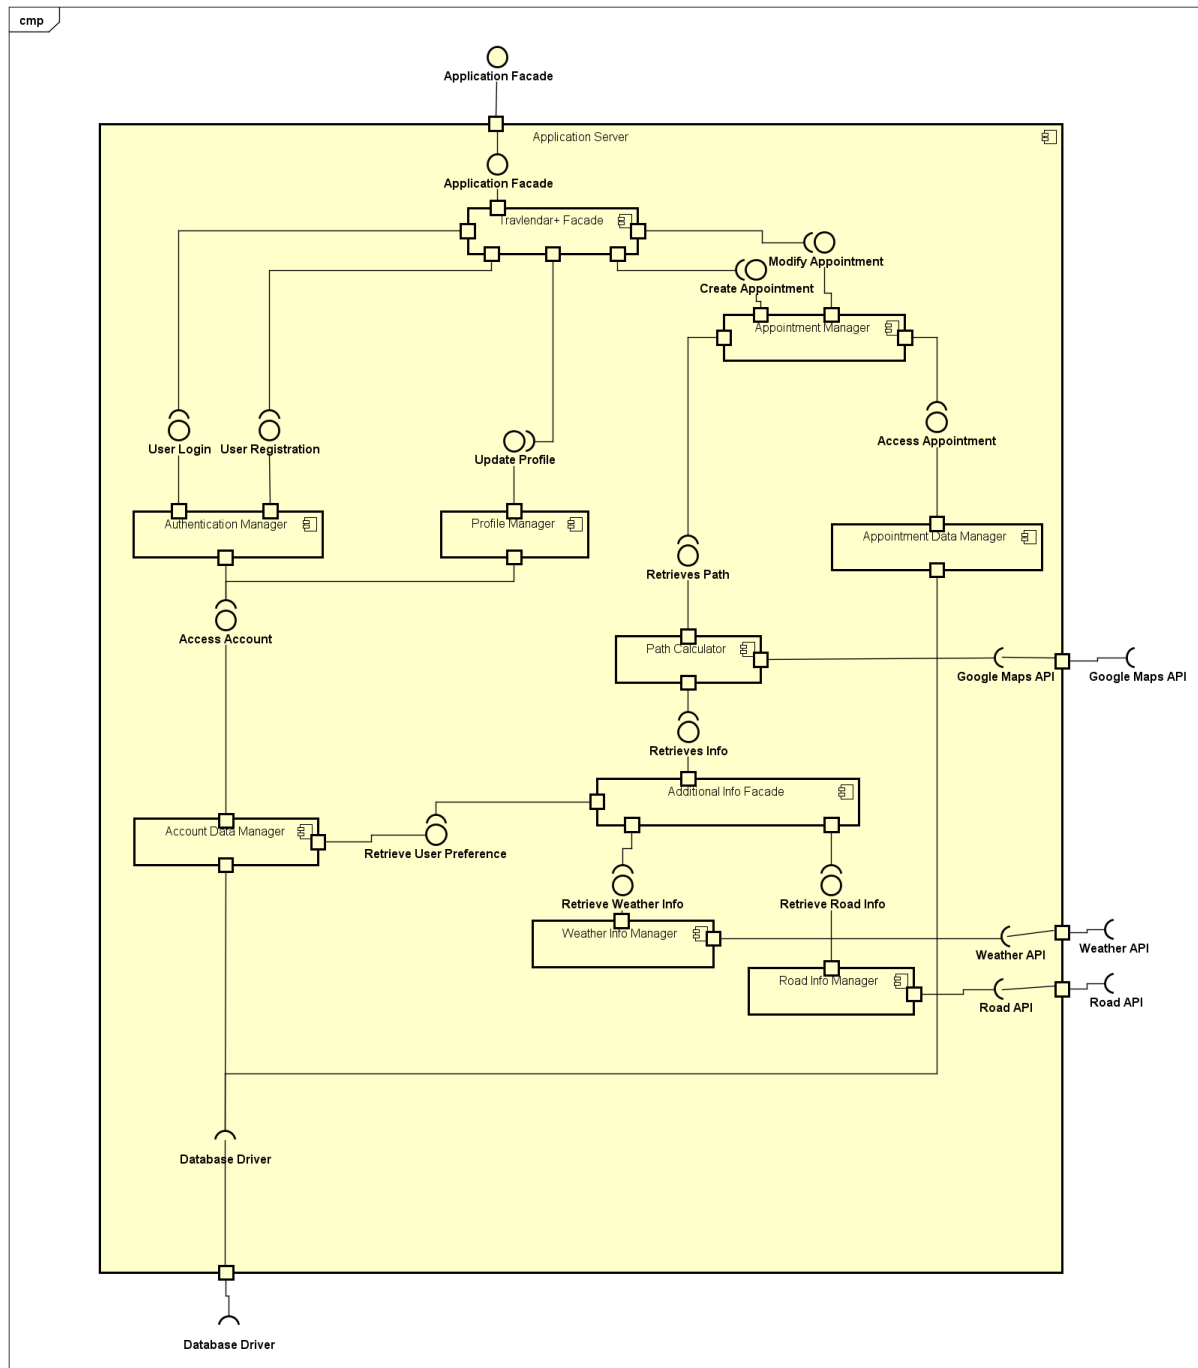 cmp
Application Facade
Application Server
Application Facade
Travlendar+ Facade
Modify Appointment
Create Appointment
Appointment Manager
User Login
User Registration
Access Appointment
Update Profile
Authentication Manager
Profile Manager
Appointment Data Manager
Retrieves Path
Access Account
Path Calculator
Google Maps API
Google Maps API
Retrieves Info
Additional Info Facade
Account Data Manager
Retrieve User Preference
Retrieve Weather Info
Retrieve Road Info
Weather Info Manager
Weather API
Weather API
Road Info Manager
Road API
Road API
Database Driver
Database Driver